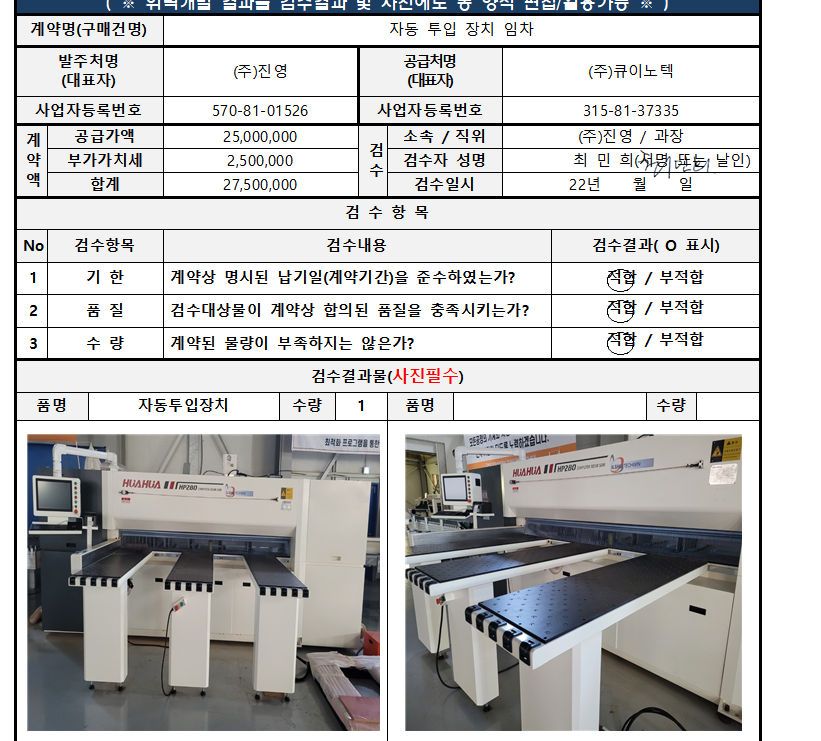 ( ※ 위탁개발 결과물 검수결과 및 사진에도 동 양식 편집/활용가능 ※ )
계약명(구매건명) 자동 투입 장치 임차
발주처명 (대표자) (주)진영 공급처명 (대표자) (주)큐이노텍
사업자등록번호 570-81-01526 사업자등록번호 315-81-37335
계약액 공급가액 25,000,000 검수 소속 / 직위 (주)진영 / 과장
부가가치세 2,500,000 검수자 성명 최 민 희(서명 또는 날인)
합계 27,500,000 검수일시 22년 월 일
검 수 항 목
No 검수항목 검수내용 검수결과( O 표시)
1 기 한 계약상 명시된 납기일(계약기간)을 준수하였는가? 적합 / 부적합
2 품 질 검수대상물이 계약상 합의된 품질을 충족시키는가? 적합 / 부적합
3 수 량 계약된 물량이 부족하지는 않은가? 적합 / 부적합
검수결과물(사진필수)
품명 자동투입장치 수량 1 품명 수량
최적화 프로그램을 통한
HUAHUA HP280
HUAHUA HP280